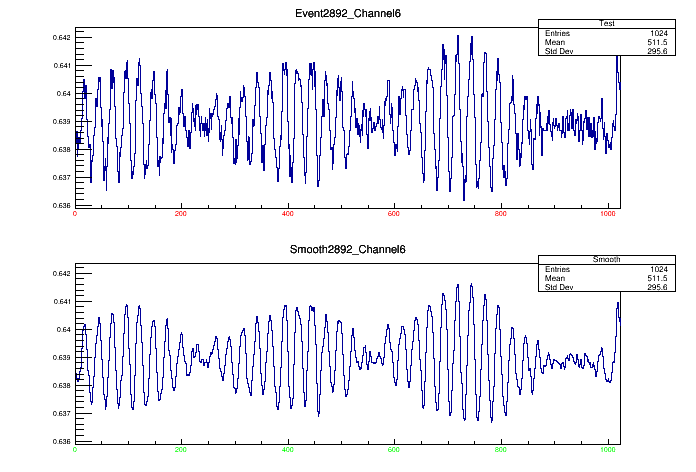 Event2892_Channel6
Test
Entries 1024
Mean 511.5
Std Dev 295.6
0.642
0.641
0.64
0.639
0.638
0.637
0.636
0 200 400 600 800 1000
Smooth2892_Channel6
Smooth
Entries 1024
Mean 511.5
Std Dev 295.6
0.642
0.641
0.64
0.639
0.638
0.637
0.636
0 200 400 600 800 1000